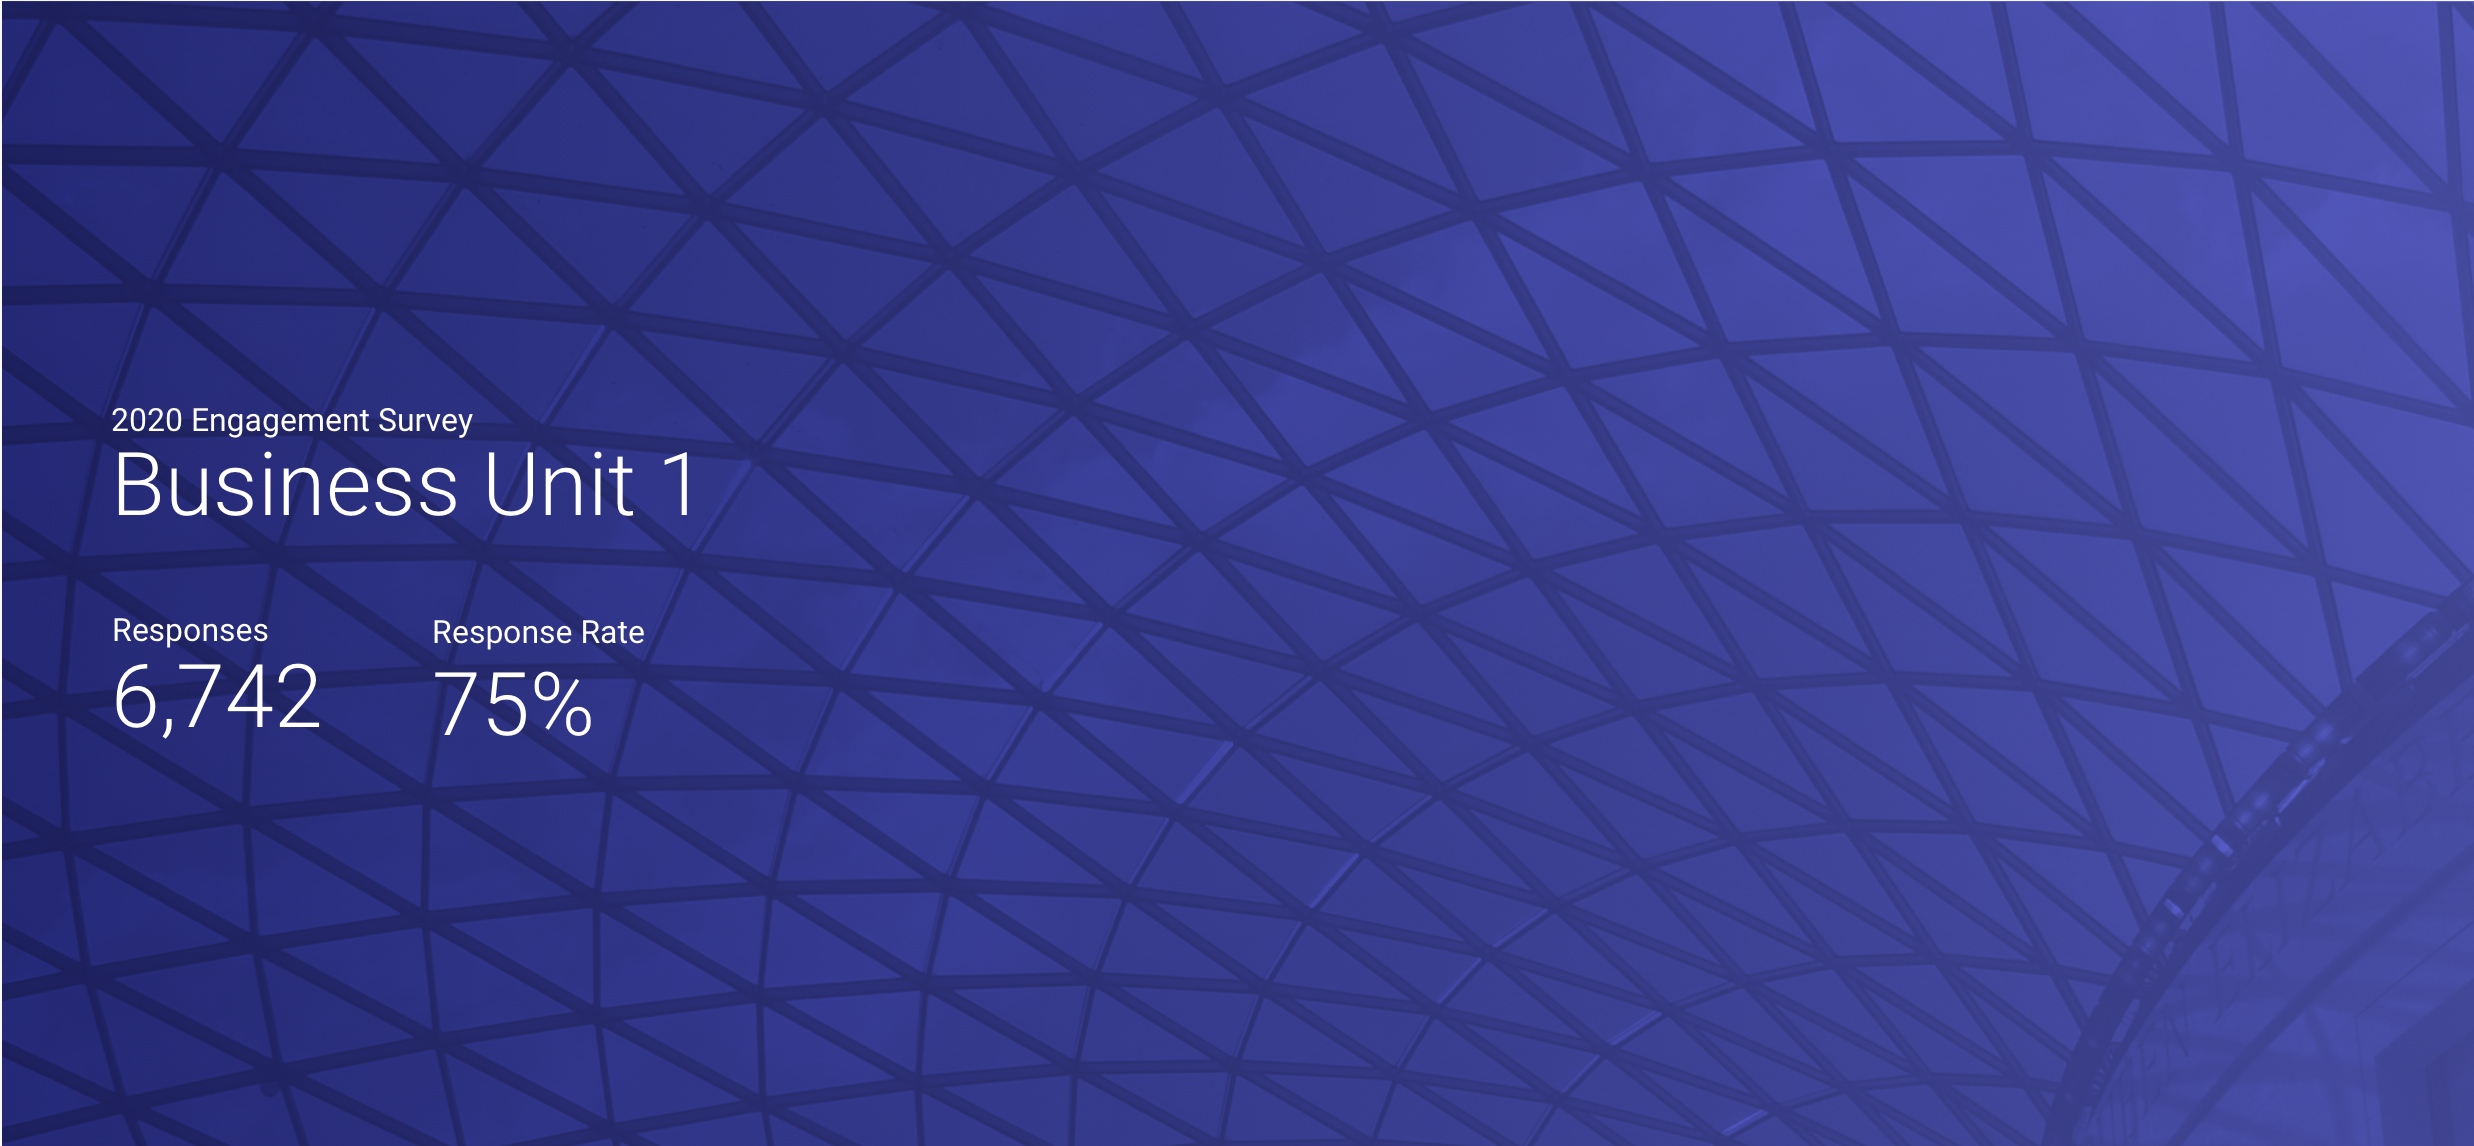 2020 Engagement Survey
Business Unit 1
Responses
6,742
Response Rate
75%